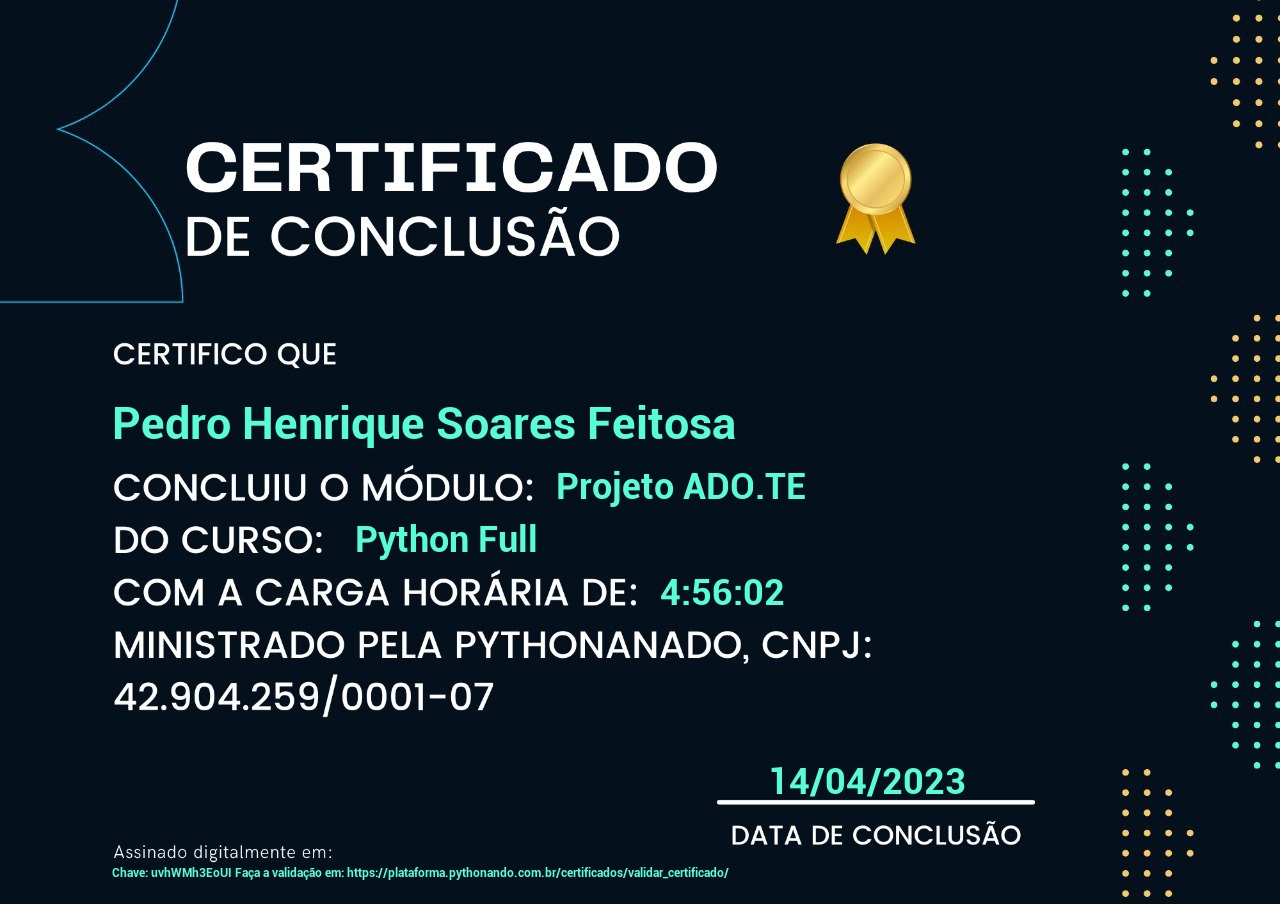 CERTIFICADO
DE CONCLUSÃO
CERTIFICO QUE
Pedro Henrique Soares Feitosa
CONCLUIU O MÓDULO: Projeto ADO.TE
DO CURSO: Python Full
COM A CARGA HORÁRIA DE: 4:56:02
MINISTRADO PELA PYTHONANADO, CNPJ:
42.904.259/0001-07
14/04/2023
DATA DE CONCLUSÃO
Assinado digitalmente em:
Chave: uvhWMh3EoUI Faça a validação em: https://plataforma.pythonando.com.br/certificados/validar_certificado/